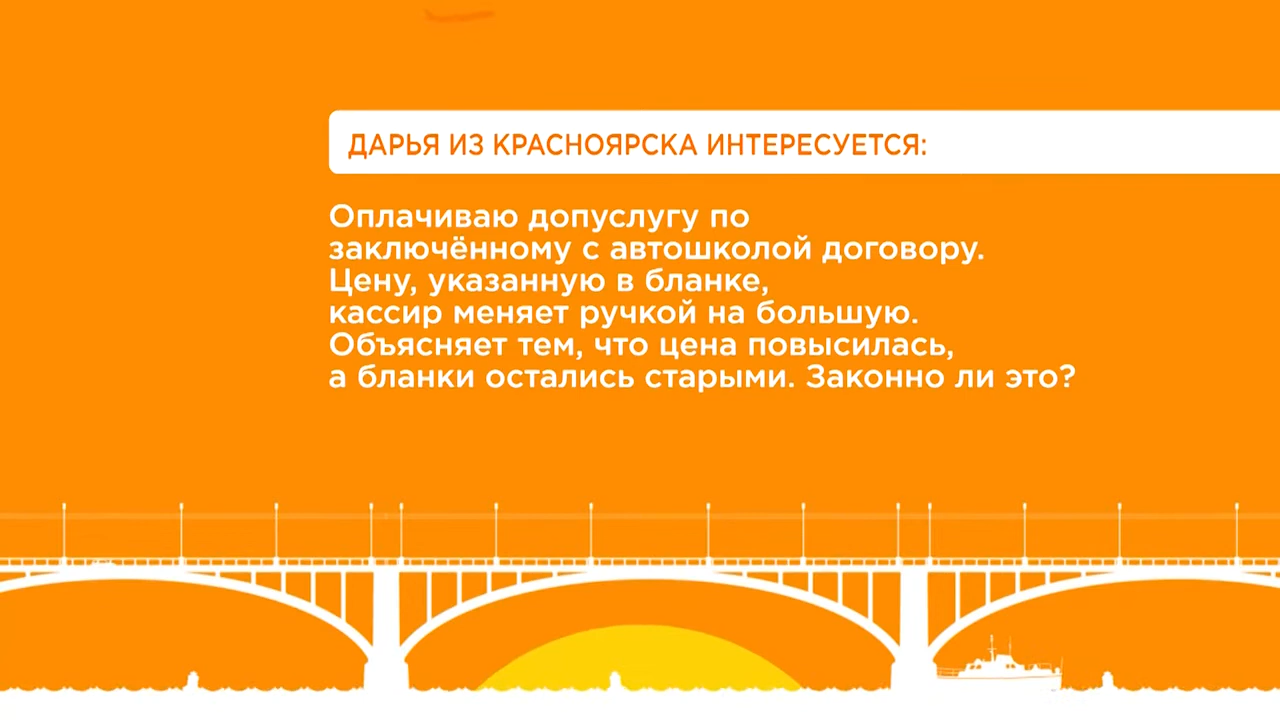 ДАРЬЯ ИЗ КРАСНОЯРСКА ИНТЕРЕСУЕТСЯ:
Оплачиваю допуслугу по
заключённому с автошколой договору.
Цену, указанную в бланке,
кассир меняет ручкой на большую.
Объясняет тем, что цена повысилась,
а бланки остались старыми. Законно ли это?